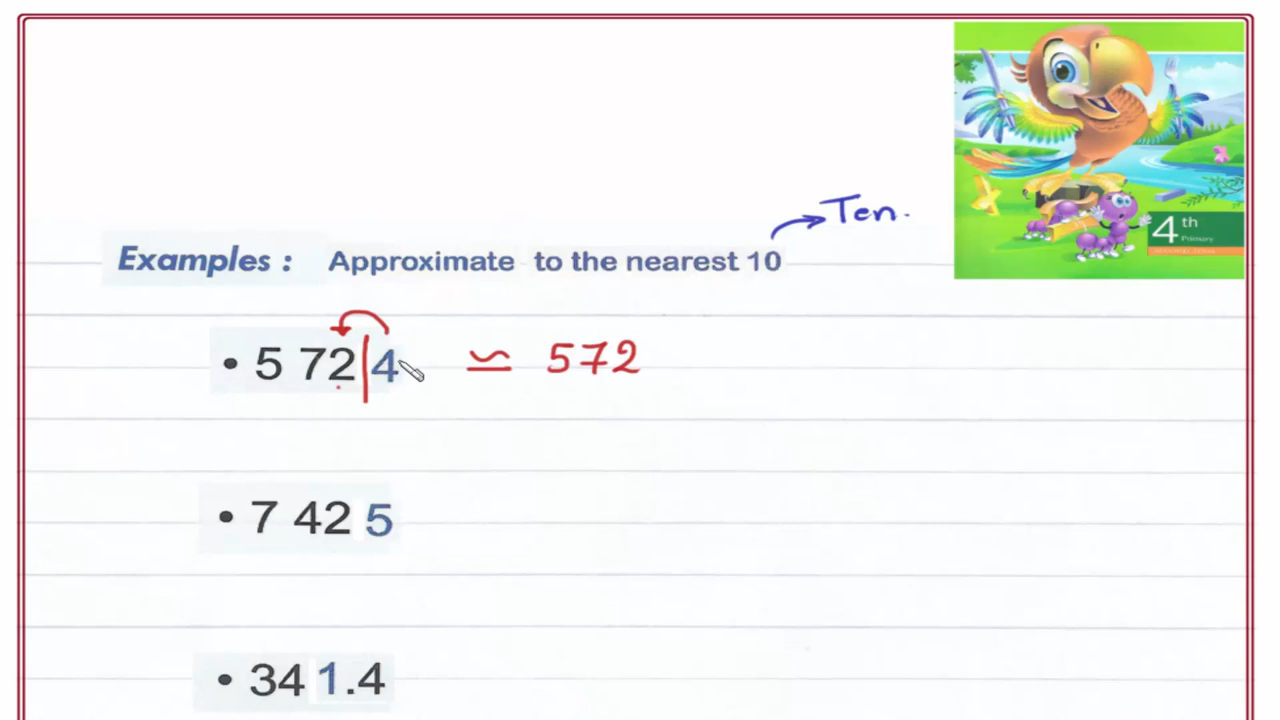 Ten.
4th
Primary
Examples : Approximate to the nearest 10
• 5 72|4 ≃ 572
• 7 42 5
• 34 1.4